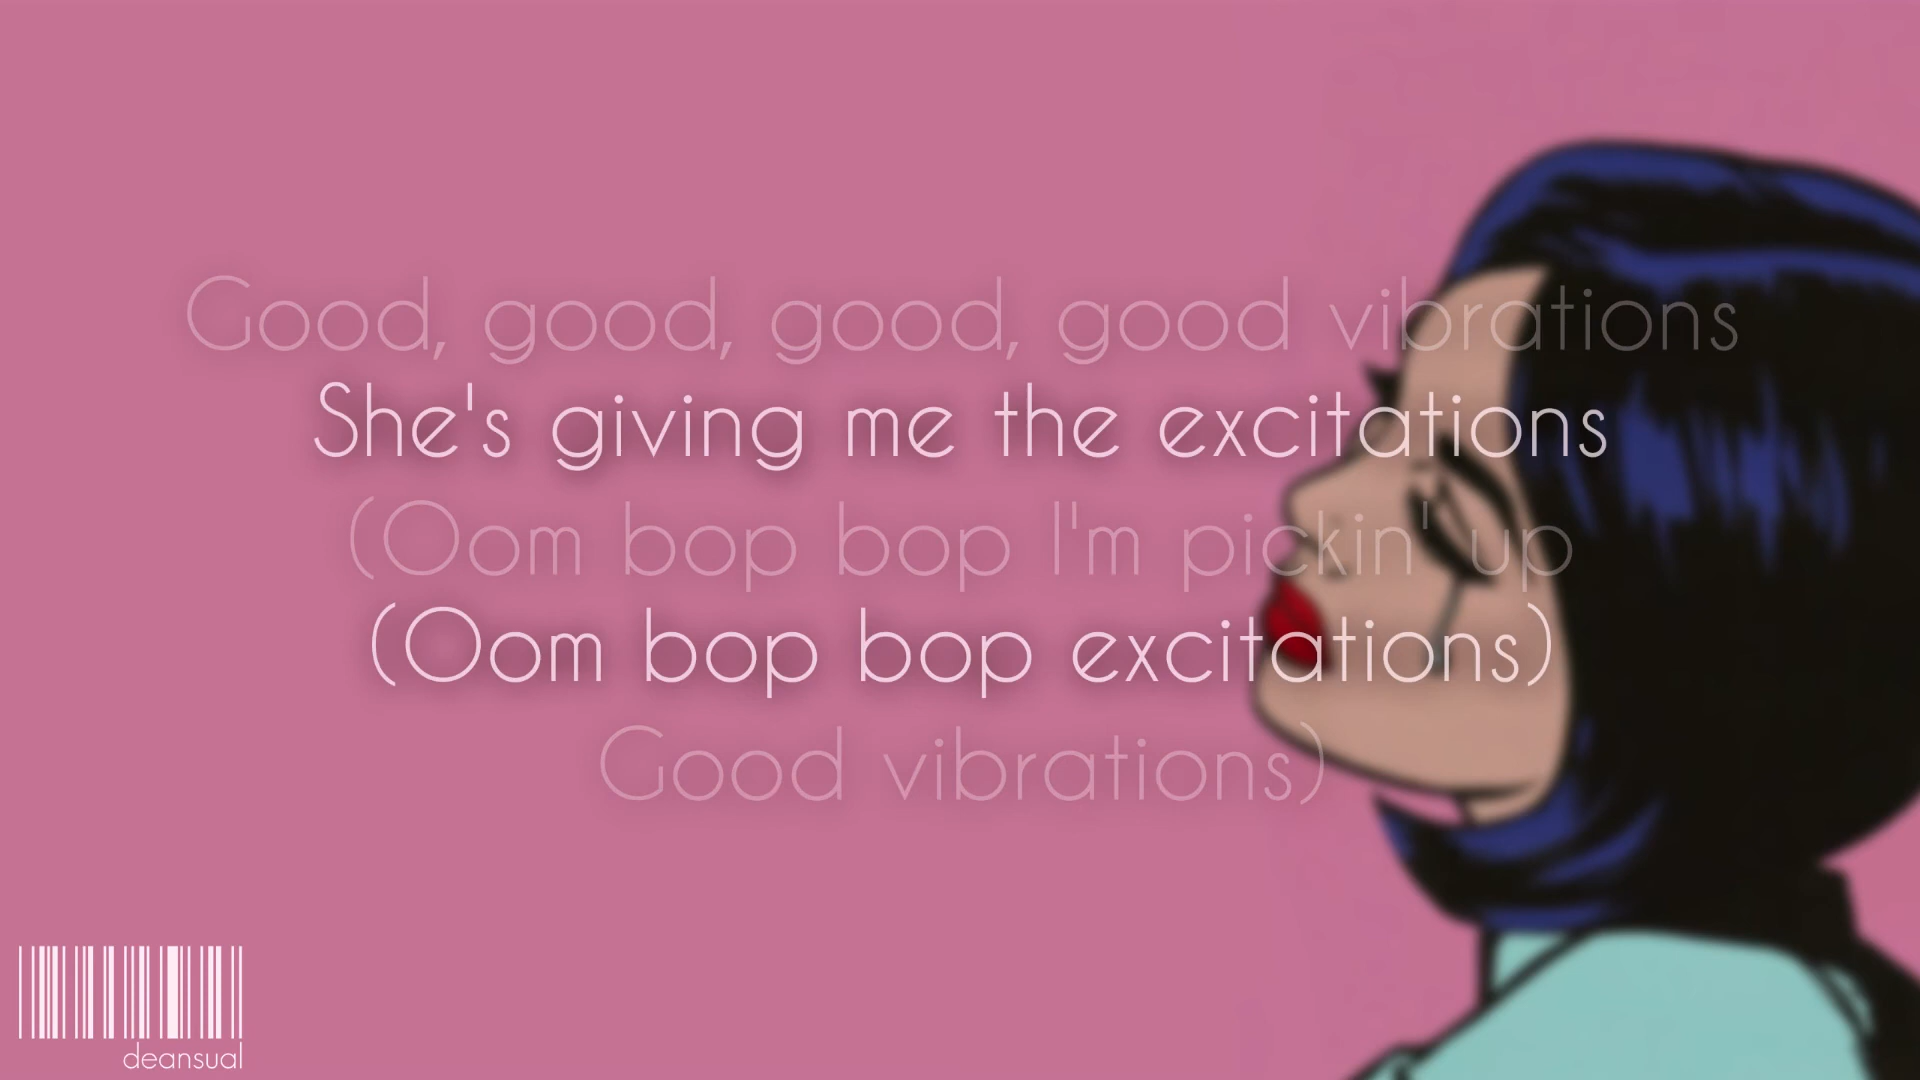 Good, good, good, good vibrations
She's giving me the excitations
(Oom bop bop I'm pickin' up
(Oom bop bop excitations)
Good vibrations)
deansual